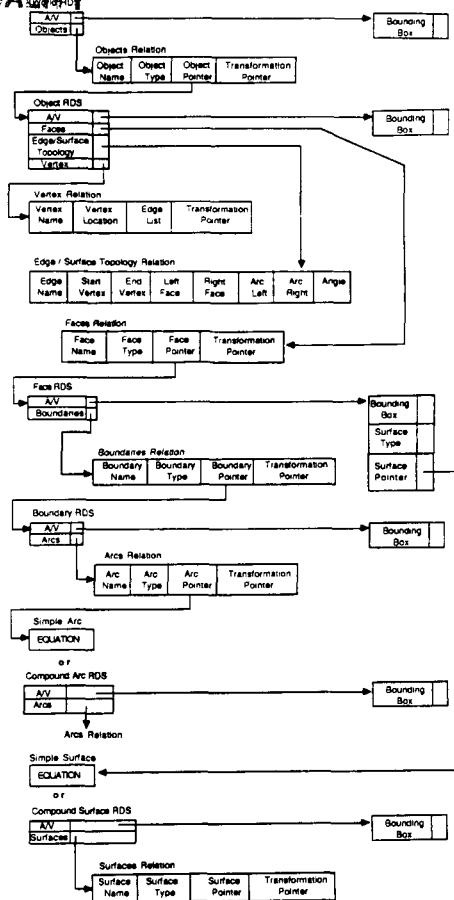 World RDS
A/V
Objects
Bounding
Box
Objects Relation
Object Object Object Transformation
Name Type Pointer Pointer
Object RDS
A/V
Faces
Edge/Surface
Topology
Vertex
Bounding
Box
Vertex Relation
Vertex Vertex Edge Transformation
Name Location List Pointer
Edge / Surface Topology Relation
Edge Start End Left Right Arc Arc Angle
Name Vertex Vertex Face Face Left Right
Faces Relation
Face Face Face Transformation
Name Type Pointer Pointer
Face RDS
A/V
Boundaries
Bounding
Box
Surface
Type
Surface
Pointer
Boundaries Relation
Boundary Boundary Boundary Transformation
Name Type Pointer Pointer
Boundary RDS
A/V
Arcs
Bounding
Box
Arcs Relation
Arc Arc Arc Transformation
Name Type Pointer Pointer
Simple Arc
EQUATION
or
Compound Arc RDS
A/V
Arcs
Bounding
Box
Arcs Relation
Simple Surface
EQUATION
or
Compound Surface RDS
A/V
Surfaces
Bounding
Box
Surfaces Relation
Surface Surface Surface Transformation
Name Type Pointer Pointer